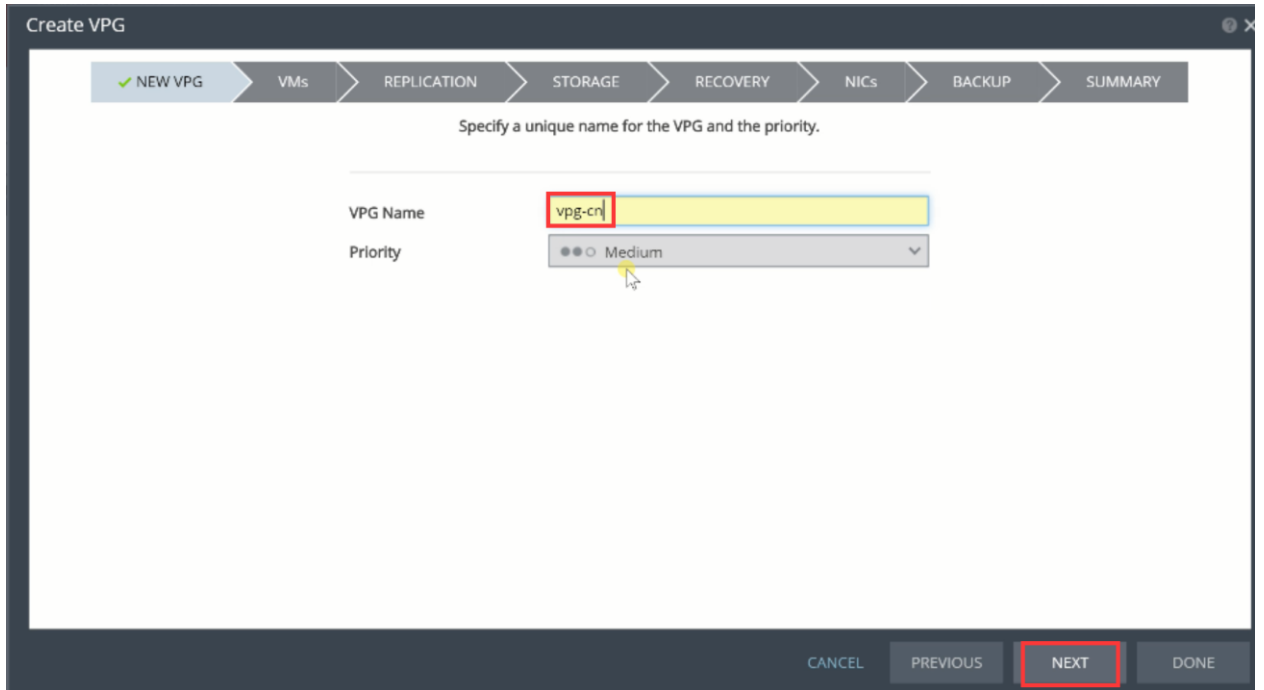 Create VPG
NEW VPG VMs REPLICATION STORAGE RECOVERY NICs BACKUP SUMMARY
Specify a unique name for the VPG and the priority.
VPG Name vpg-cn
Priority Medium
CANCEL PREVIOUS NEXT DONE